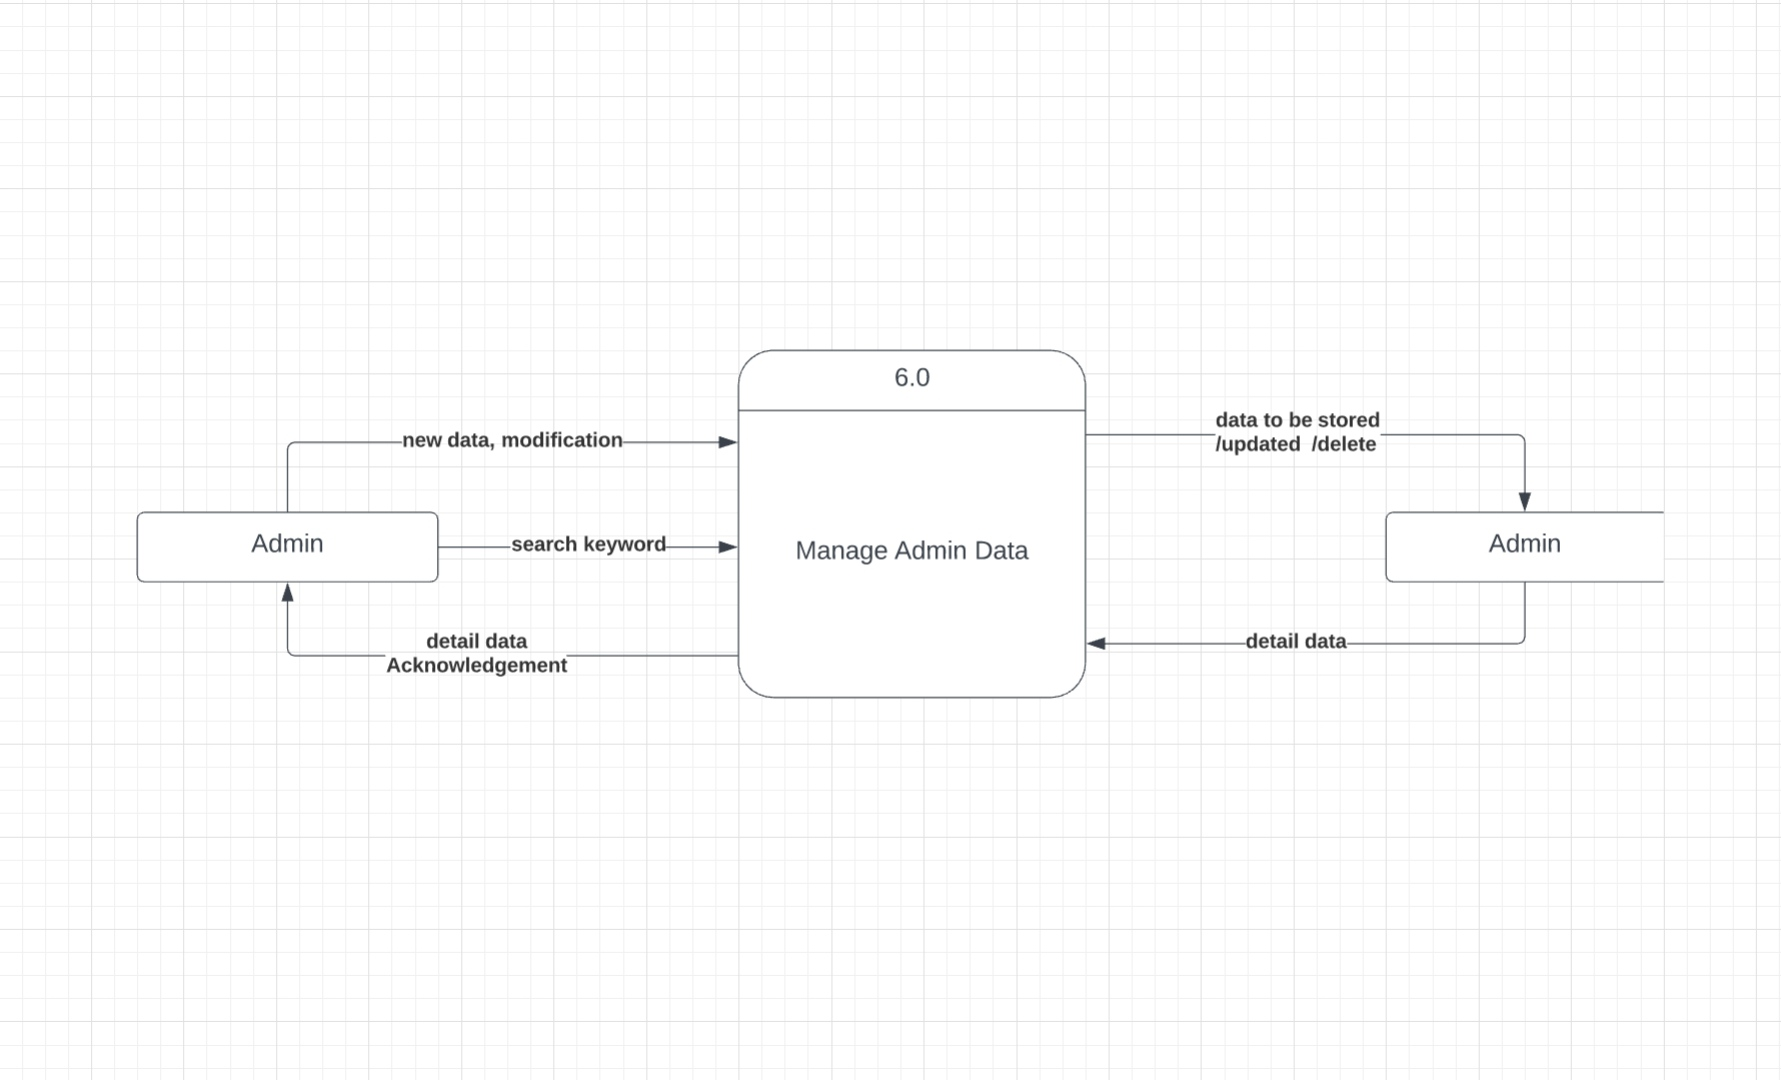 6.0
new data, modification
data to be stored
/updated  /delete
Admin
search keyword
Manage Admin Data
Admin
detail data
Acknowledgement
detail data